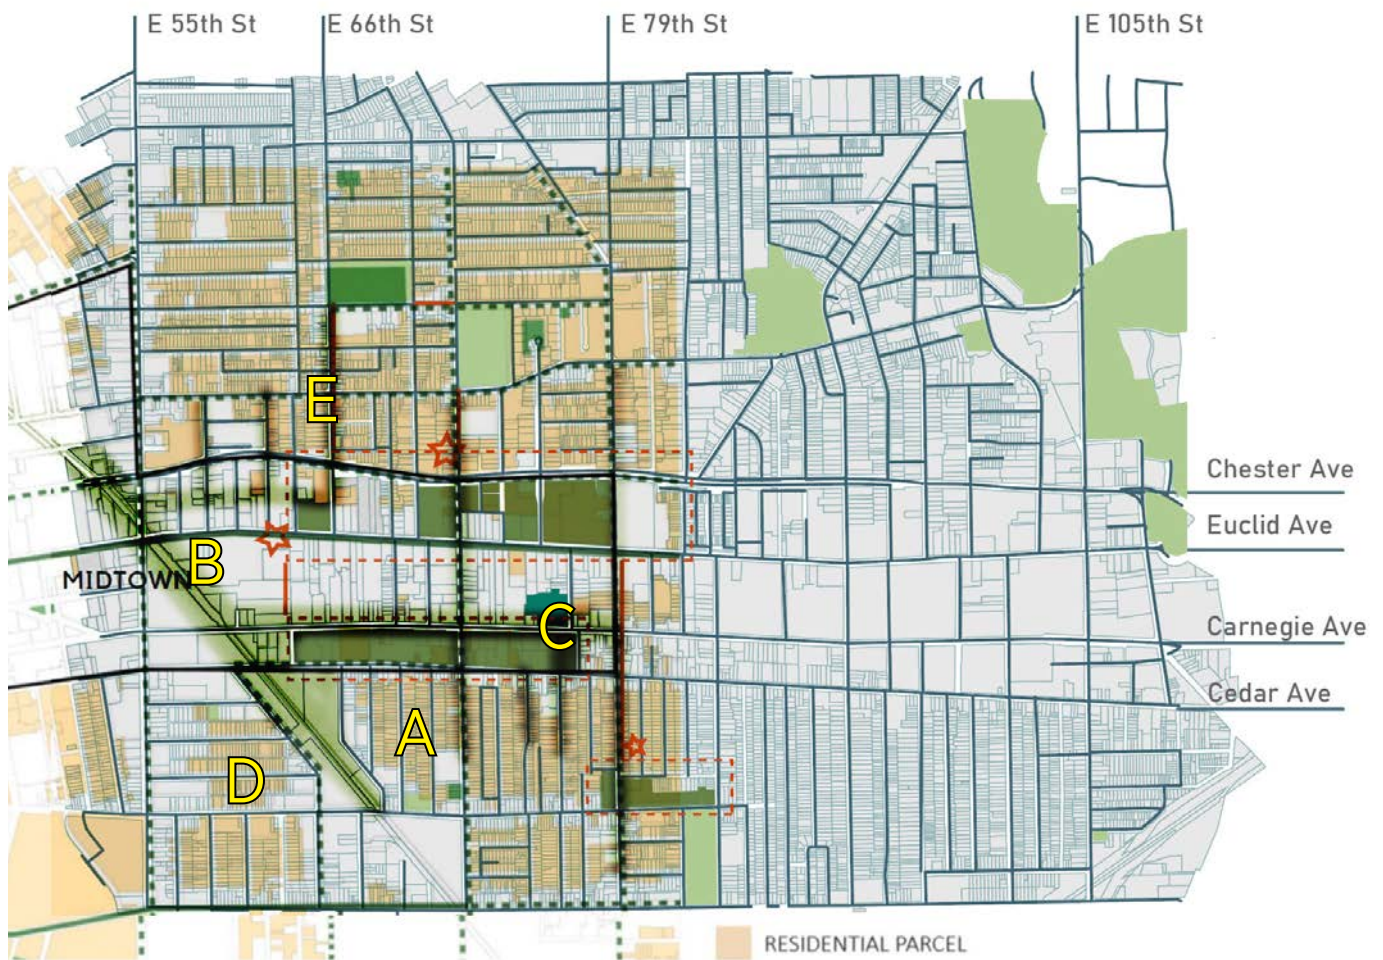 E 55th St
E 66th St
E 79th St
E 105th St
E
Chester Ave
Euclid Ave
B
MIDTOWN
C
Carnegie Ave
Cedar Ave
A
D
RESIDENTIAL PARCEL